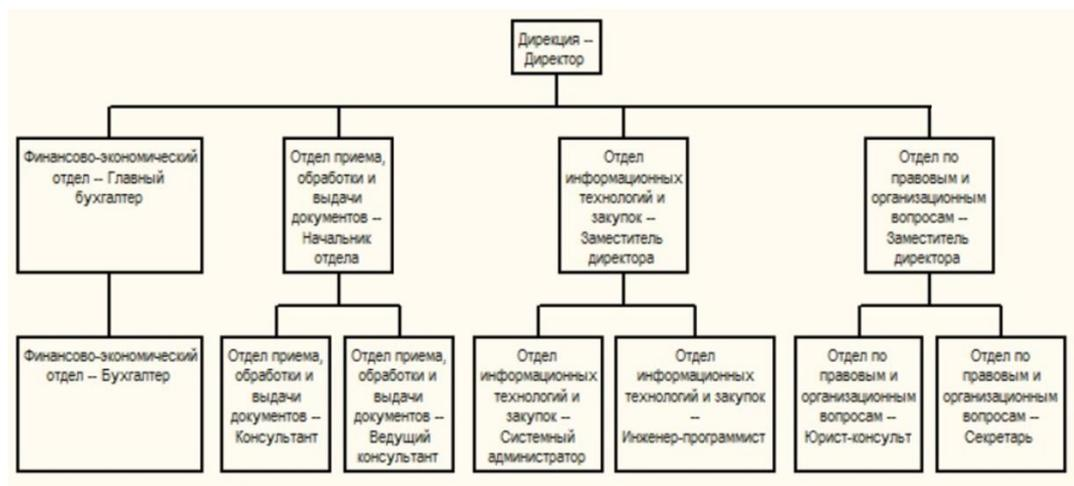 Дирекция --
Директор
Финансово-экономический
отдел -- Главный
бухгалтер
Отдел приема,
обработки и
выдачи
документов --
Начальник
отдела
Отдел
информационных
технологий и
закупок --
Заместитель
директора
Отдел по
правовым и
организационным
вопросам --
Заместитель
директора
Финансово-экономический
отдел -- Бухгалтер
Отдел приема,
обработки и
выдачи
документов --
Консультант
Отдел приема,
обработки и
выдачи
документов --
Ведущий
консультант
Отдел
информационных
технологий и
закупок --
Системный
администратор
Отдел
информационных
технологий и закупок
--
Инженер-программист
Отдел по
правовым и
организационным
вопросам --
Юрист-консульт
Отдел по
правовым и
организационным
вопросам --
Секретарь